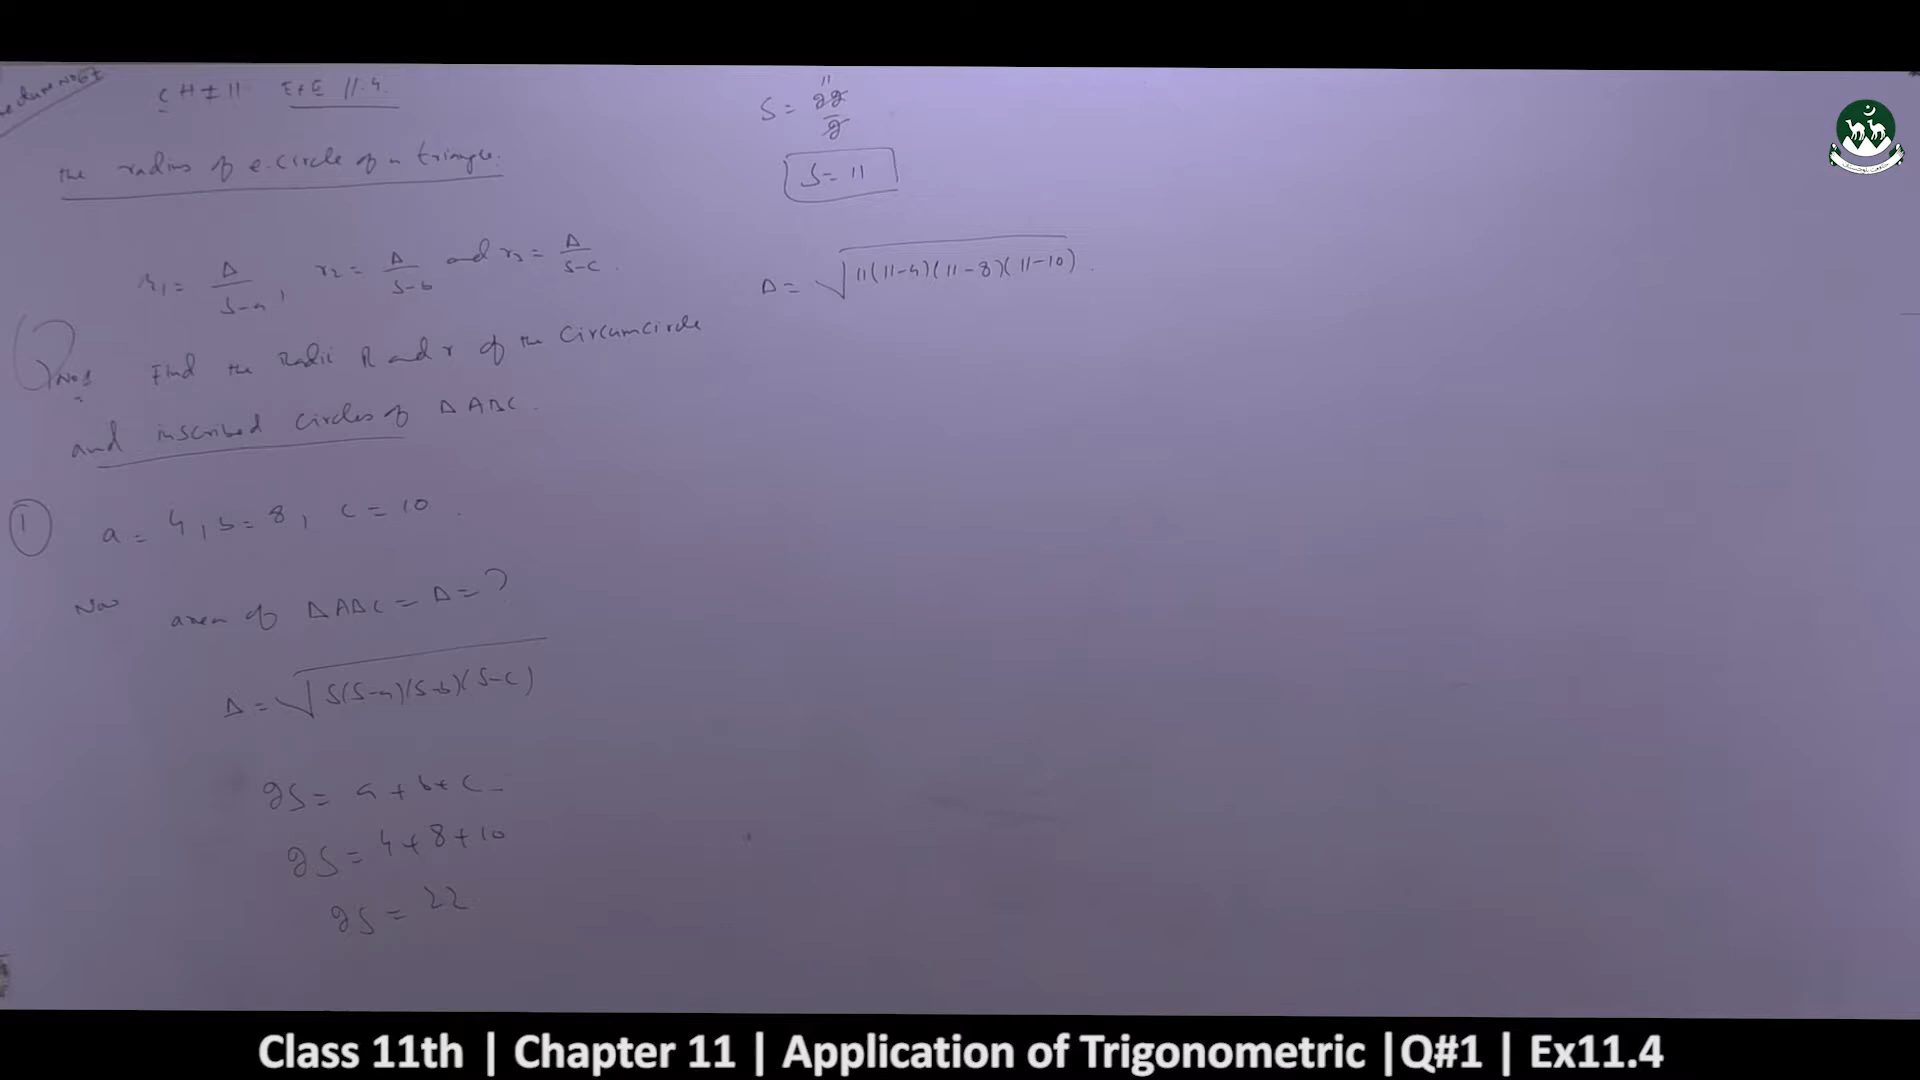 CH # 11 Ex 11.4.
the radius of e-circle of a triangle.
r₁ = Δ/(S-a), r₂ = Δ/(S-b) and r₃ = Δ/(S-c).
Q No1 Find the radii R and r of the Circumcircle
and inscribed circles of Δ ABC.
① a = 4, b = 8, c = 10.
Now area of ΔABC = Δ = ?
Δ = √(S(S-a)(S-b)(S-c))
2S = a + b + c
2S = 4 + 8 + 10
2S = 22
S = 22/2 11
S = 11
Δ = √(11(11-4)(11-8)(11-10)).
Class 11th | Chapter 11 | Application of Trigonometric |Q#1 | Ex11.4